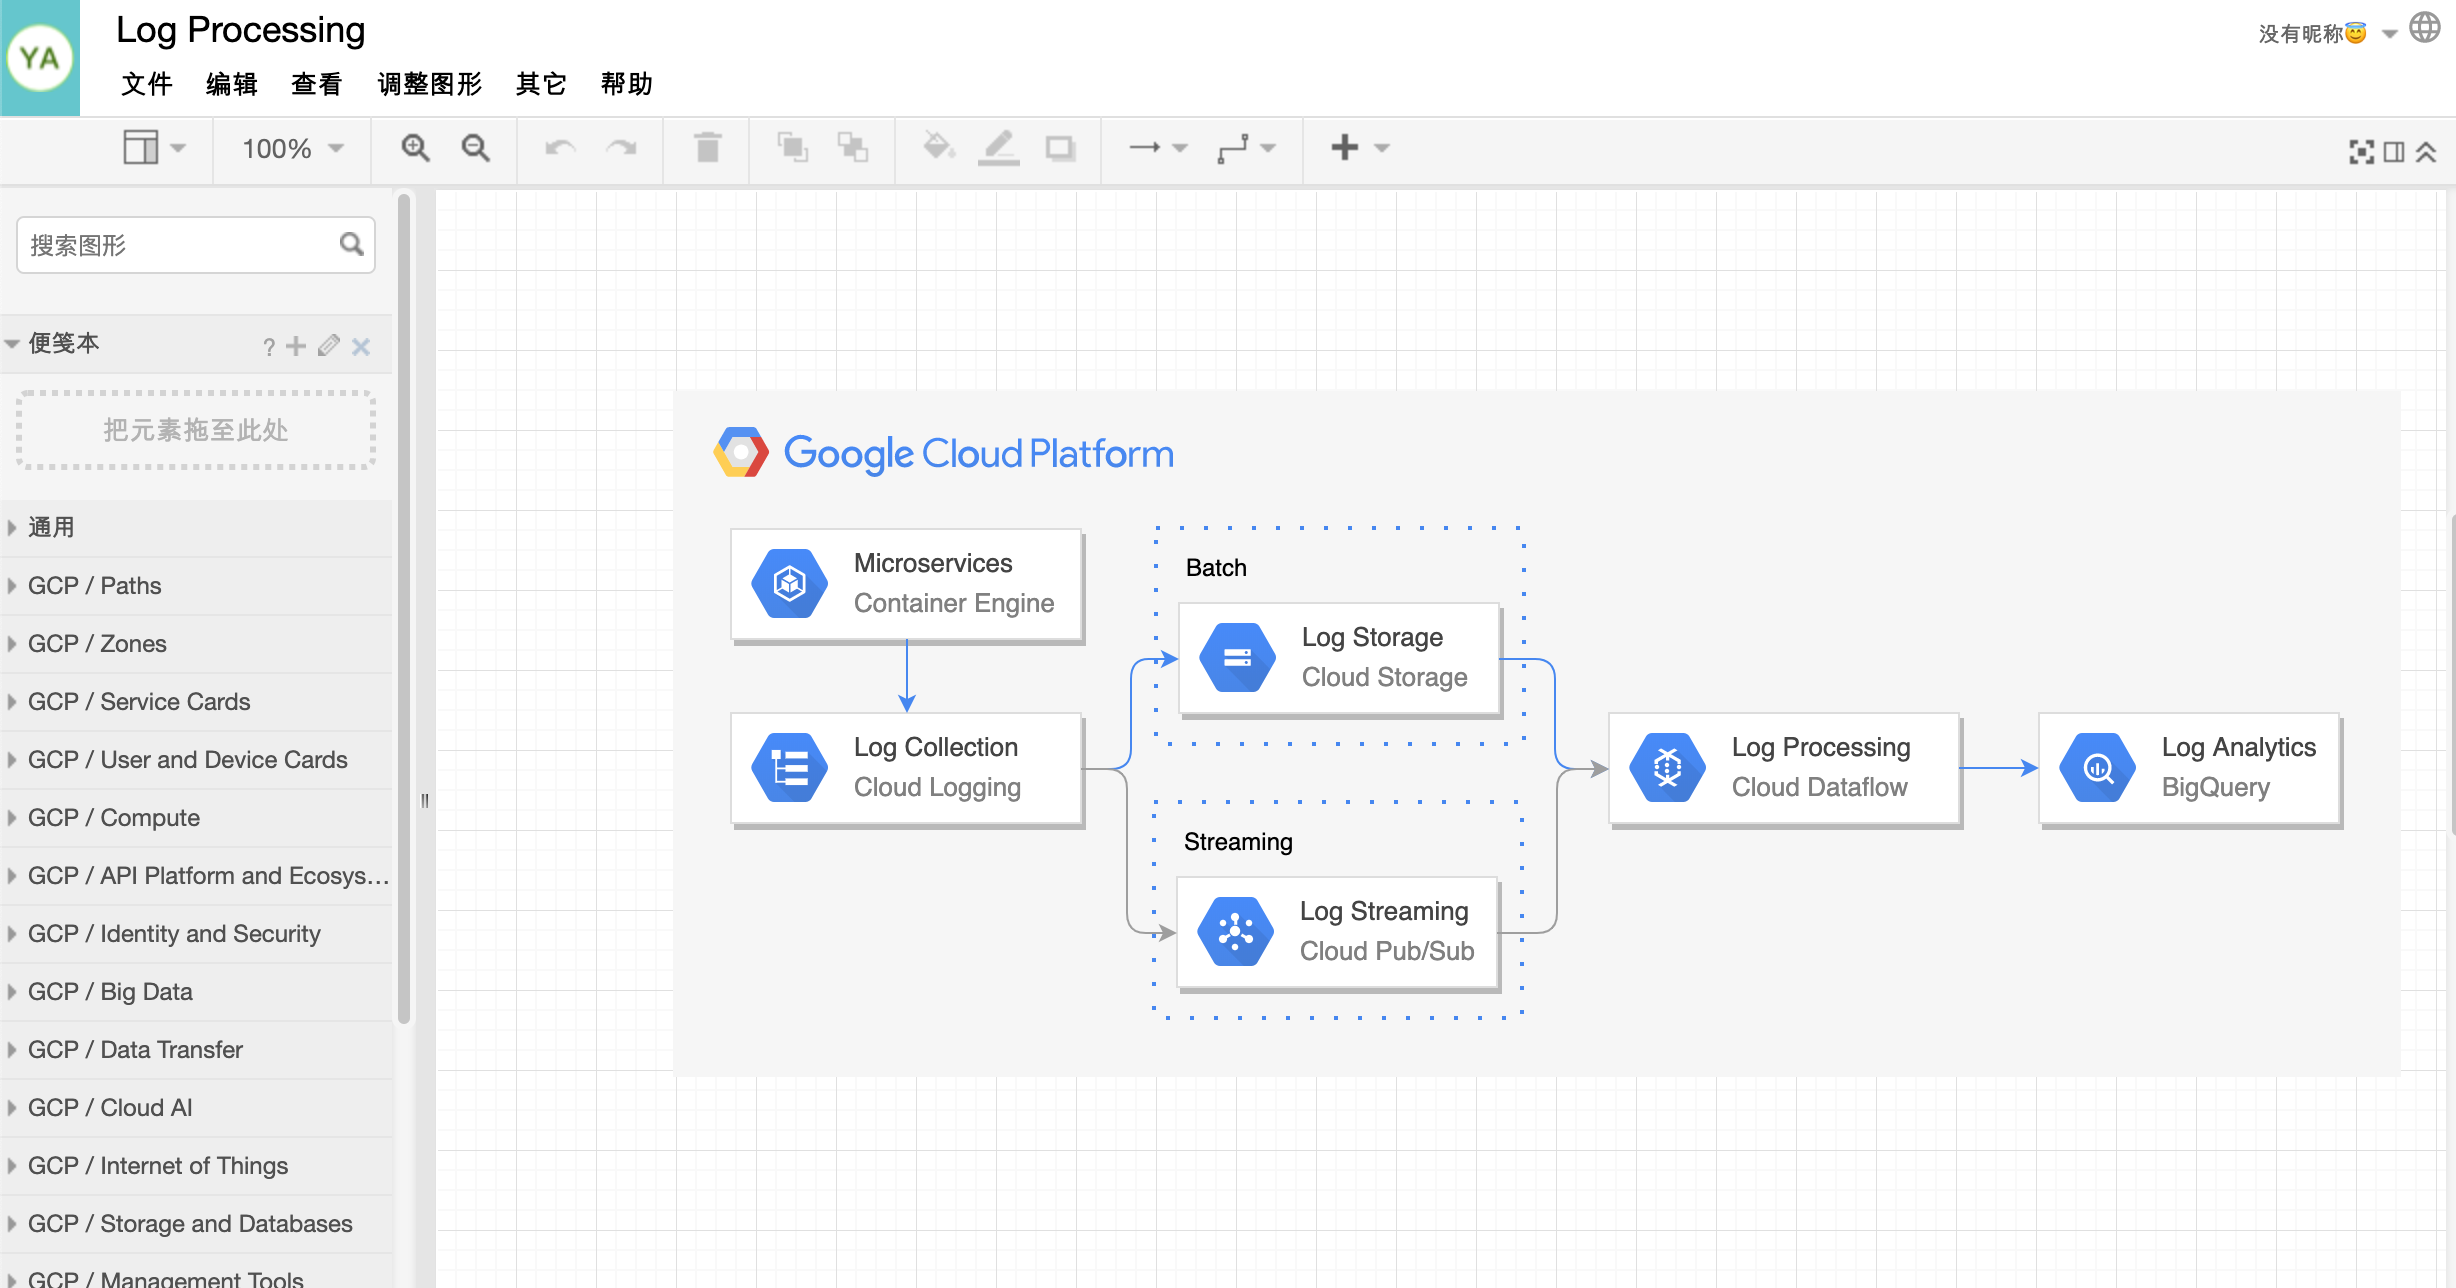 YA
Log Processing
没有昵称😇
文件 编辑 查看 调整图形 其它 帮助
100%
搜索图形
便笺本
?
把元素拖至此处
通用
GCP / Paths
GCP / Zones
GCP / Service Cards
GCP / User and Device Cards
GCP / Compute
GCP / API Platform and Ecosys...
GCP / Identity and Security
GCP / Big Data
GCP / Data Transfer
GCP / Cloud AI
GCP / Internet of Things
GCP / Storage and Databases
GCP / Management Tools
Google Cloud Platform
Microservices
Container Engine
Log Collection
Cloud Logging
Batch
Log Storage
Cloud Storage
Streaming
Log Streaming
Cloud Pub/Sub
Log Processing
Cloud Dataflow
Log Analytics
BigQuery